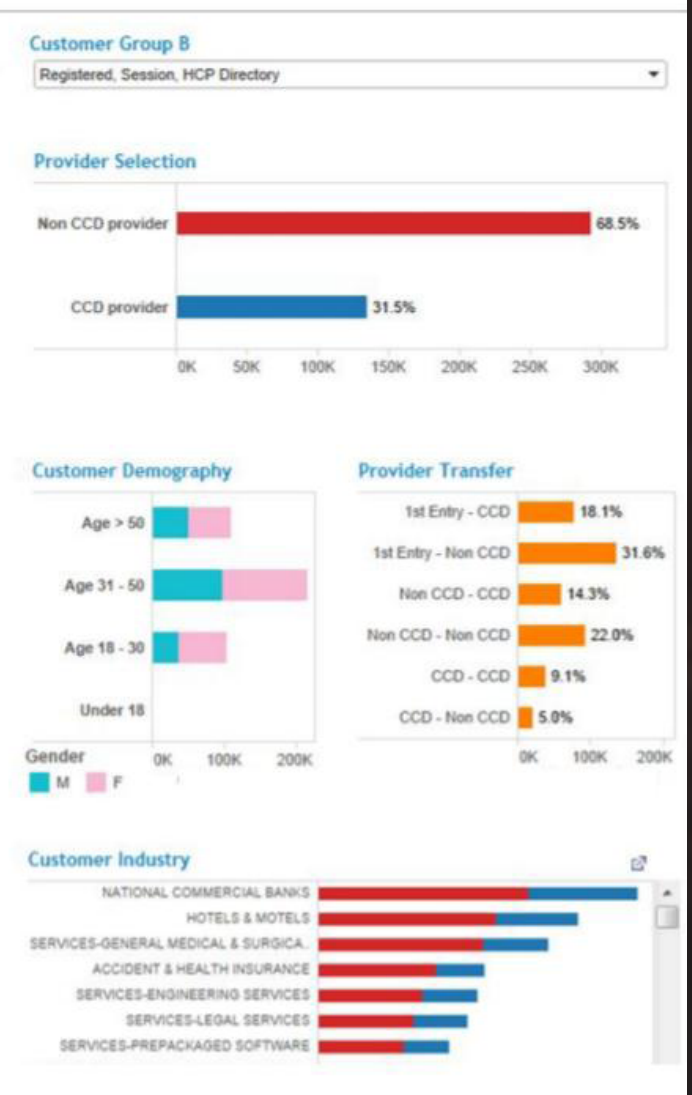 Customer Group B
Registered, Session, HCP Directory
Provider Selection
Non CCD provider 68.5%
CCD provider 31.5%
0K 50K 100K 150K 200K 250K 300K
Customer Demography
Age > 50
Age 31 - 50
Age 18 - 30
Under 18
0K 100K 200K
Gender
M F
Provider Transfer
1st Entry - CCD 18.1%
1st Entry - Non CCD 31.6%
Non CCD - CCD 14.3%
Non CCD - Non CCD 22.0%
CCD - CCD 9.1%
CCD - Non CCD 5.0%
0K 100K 200K
Customer Industry
NATIONAL COMMERCIAL BANKS
HOTELS & MOTELS
SERVICES-GENERAL MEDICAL & SURGICA..
ACCIDENT & HEALTH INSURANCE
SERVICES-ENGINEERING SERVICES
SERVICES-LEGAL SERVICES
SERVICES-PREPACKAGED SOFTWARE